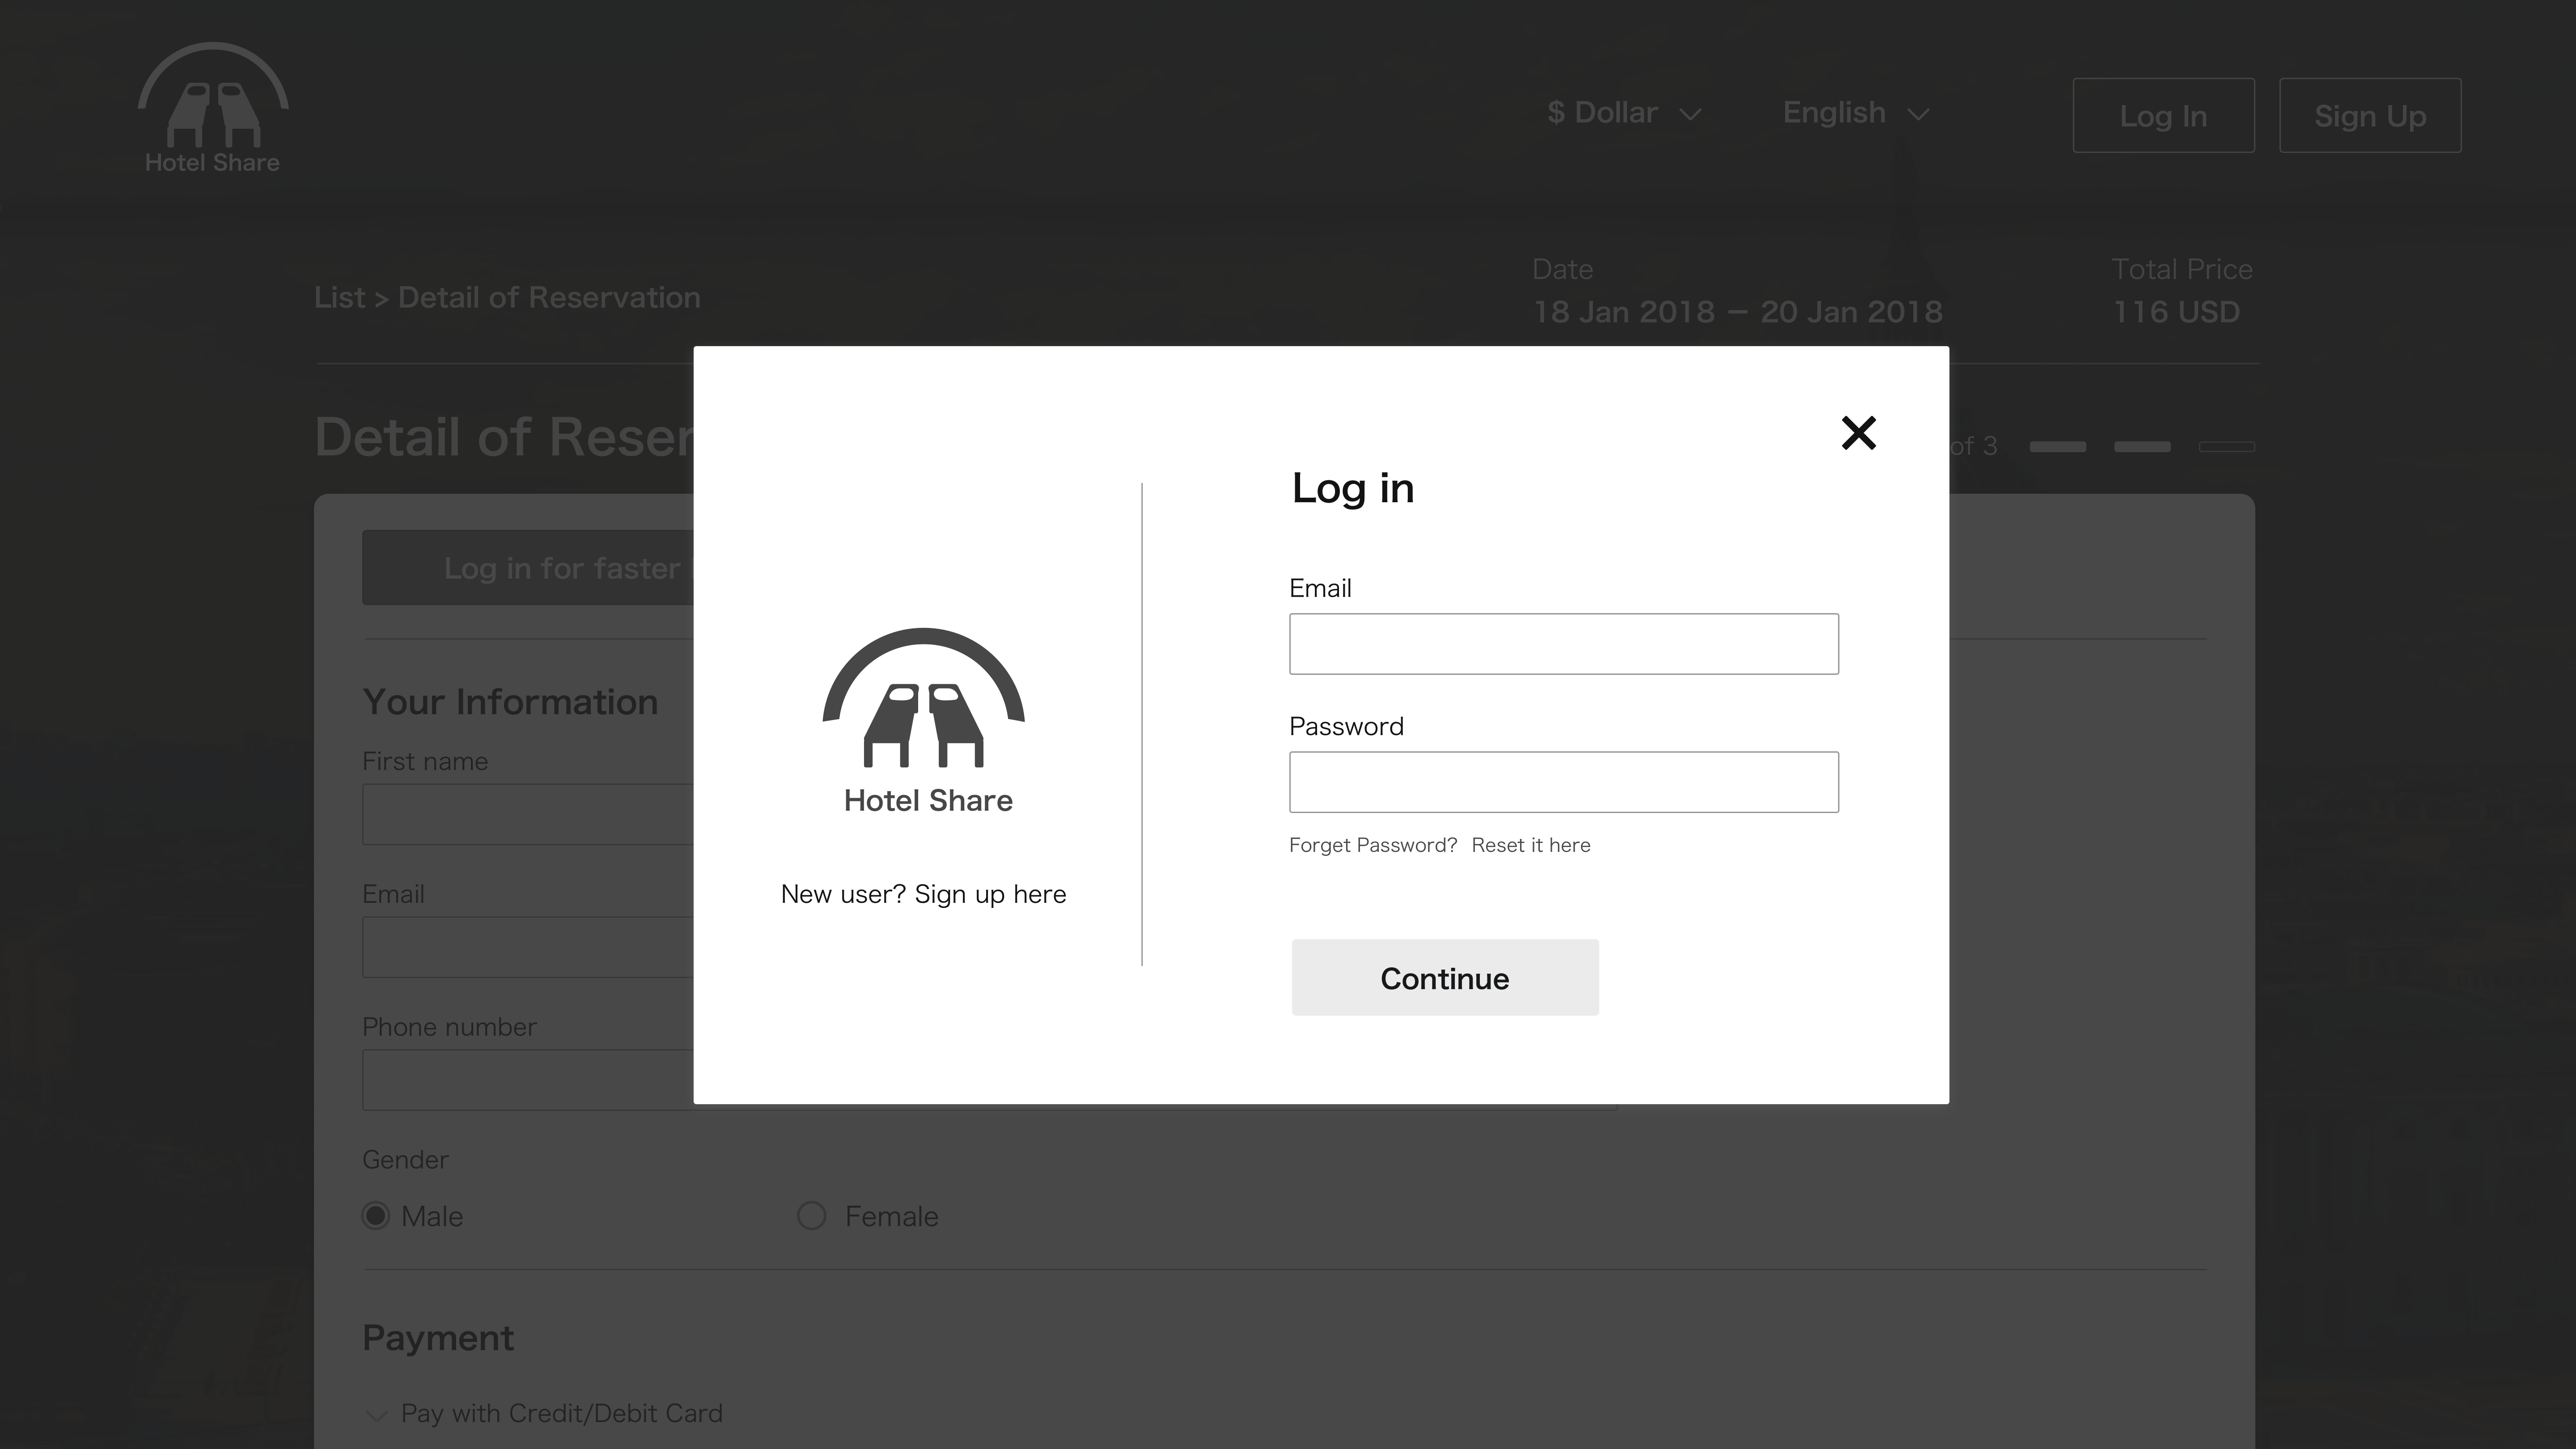 Hotel Share
$ Dollar
English
Log In
Sign Up
List > Detail of Reservation
Date
18 Jan 2018 — 20 Jan 2018
Total Price
116 USD
Detail of Reser
of 3
Log in for faster
Your Information
First name
Email
Phone number
Gender
Male
Female
Payment
Pay with Credit/Debit Card
Hotel Share
New user? Sign up here
Log in
Email
Password
Forget Password? Reset it here
Continue